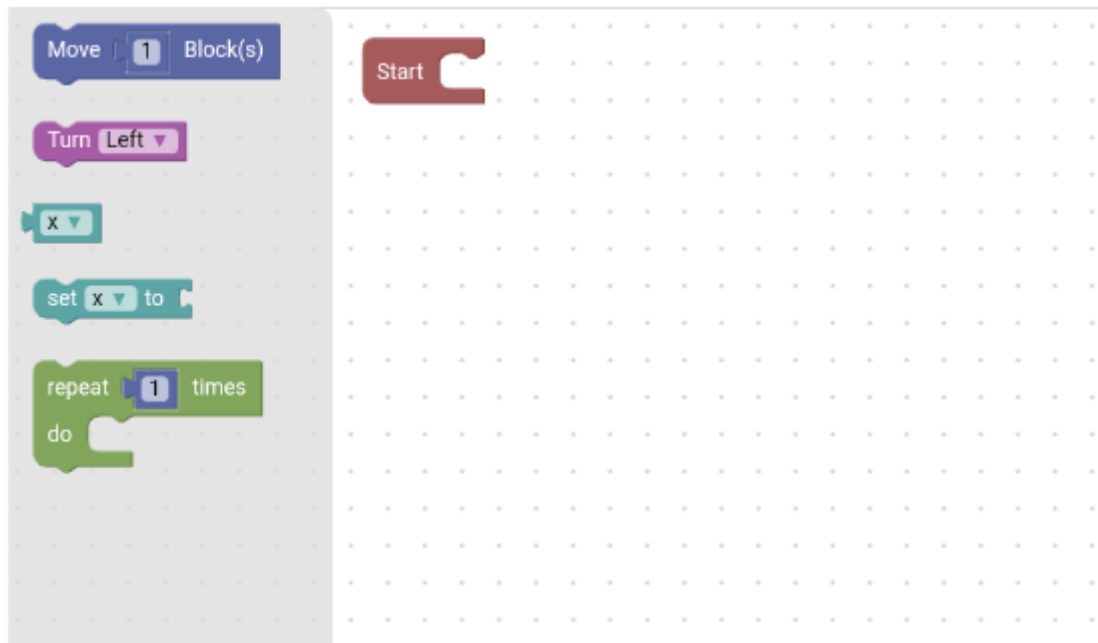 Move 1 Block(s)
Start
Turn Left
x
set x to
repeat 1 times
do